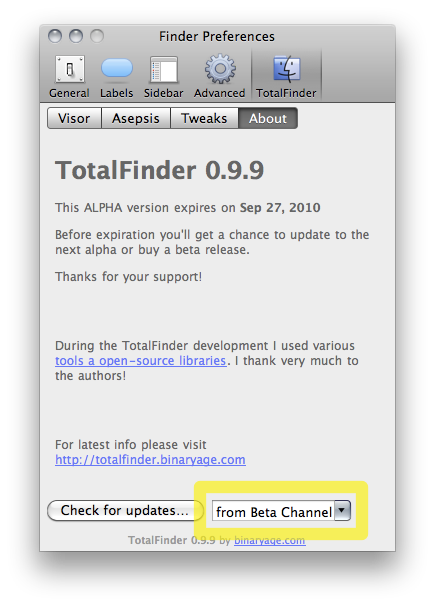 Finder Preferences
General Labels Sidebar Advanced TotalFinder
Visor Asepsis Tweaks About
TotalFinder 0.9.9
This ALPHA version expires on Sep 27, 2010
Before expiration you'll get a chance to update to the
next alpha or buy a beta release.
Thanks for your support!
During the TotalFinder development I used various
tools a open-source libraries. I thank very much to
the authors!
For latest info please visit
http://totalfinder.binaryage.com
Check for updates... from Beta Channel
TotalFinder 0.9.9 by binaryage.com